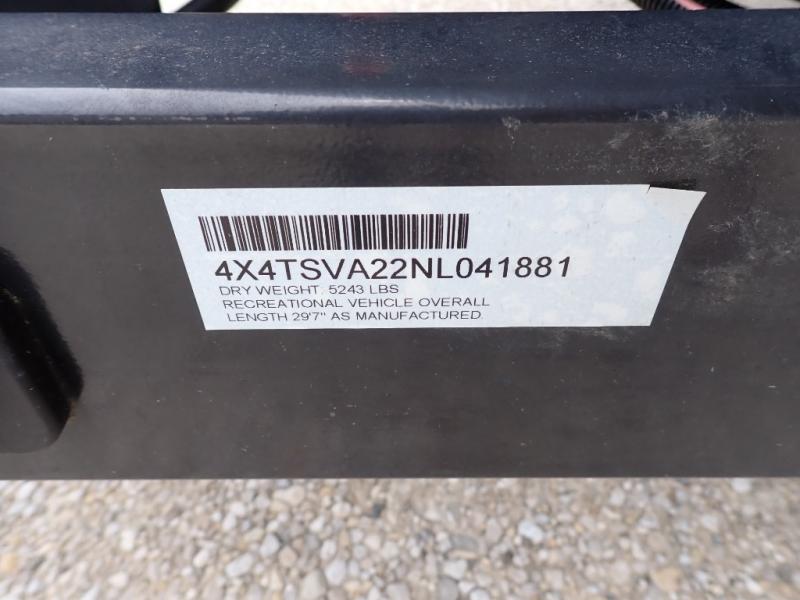 4X4TSVA22NL041881
DRY WEIGHT: 5243 LBS
RECREATIONAL VEHICLE OVERALL
LENGTH 29'7" AS MANUFACTURED.